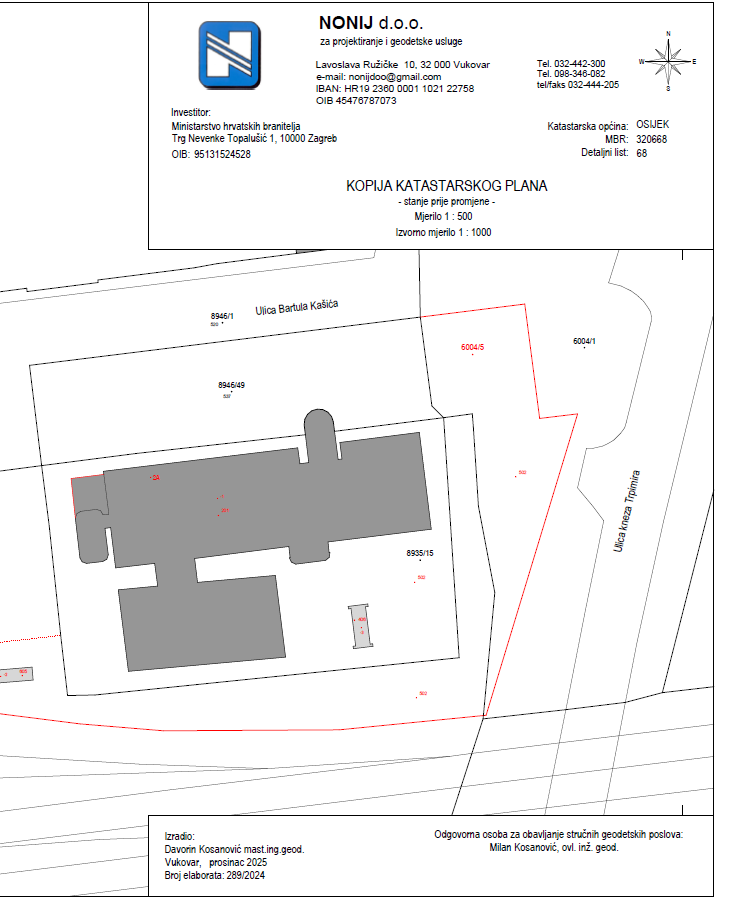 NONIJ d.o.o.
za projektiranje i geodetske usluge
Lavoslava Ružičke 10, 32 000 Vukovar
e-mail: nonijdoo@gmail.com
IBAN: HR19 2360 0001 1021 22758
OIB 45476787073
Tel. 032-442-300
Tel. 098-346-082
tel/faks 032-444-205
N
W E
S
Investitor:
Ministarstvo hrvatskih branitelja
Trg Nevenke Topalušić 1, 10000 Zagreb
OIB: 95131524528
Katastarska općina: OSIJEK
MBR: 320668
Detaljni list: 68
KOPIJA KATASTARSKOG PLANA
- stanje prije promjene -
Mjerilo 1 : 500
Izvorno mjerilo 1 : 1000
Ulica Bartula Kašića
8946/1
6004/5
6004/1
8946/49
2A
Ulica kneza Trpimira
8935/15
Izradio:
Davorin Kosanović mast.ing.geod.
Vukovar, prosinac 2025
Broj elaborata: 289/2024
Odgovorna osoba za obavljanje stručnih geodetskih poslova:
Milan Kosanović, ovl. inž. geod.